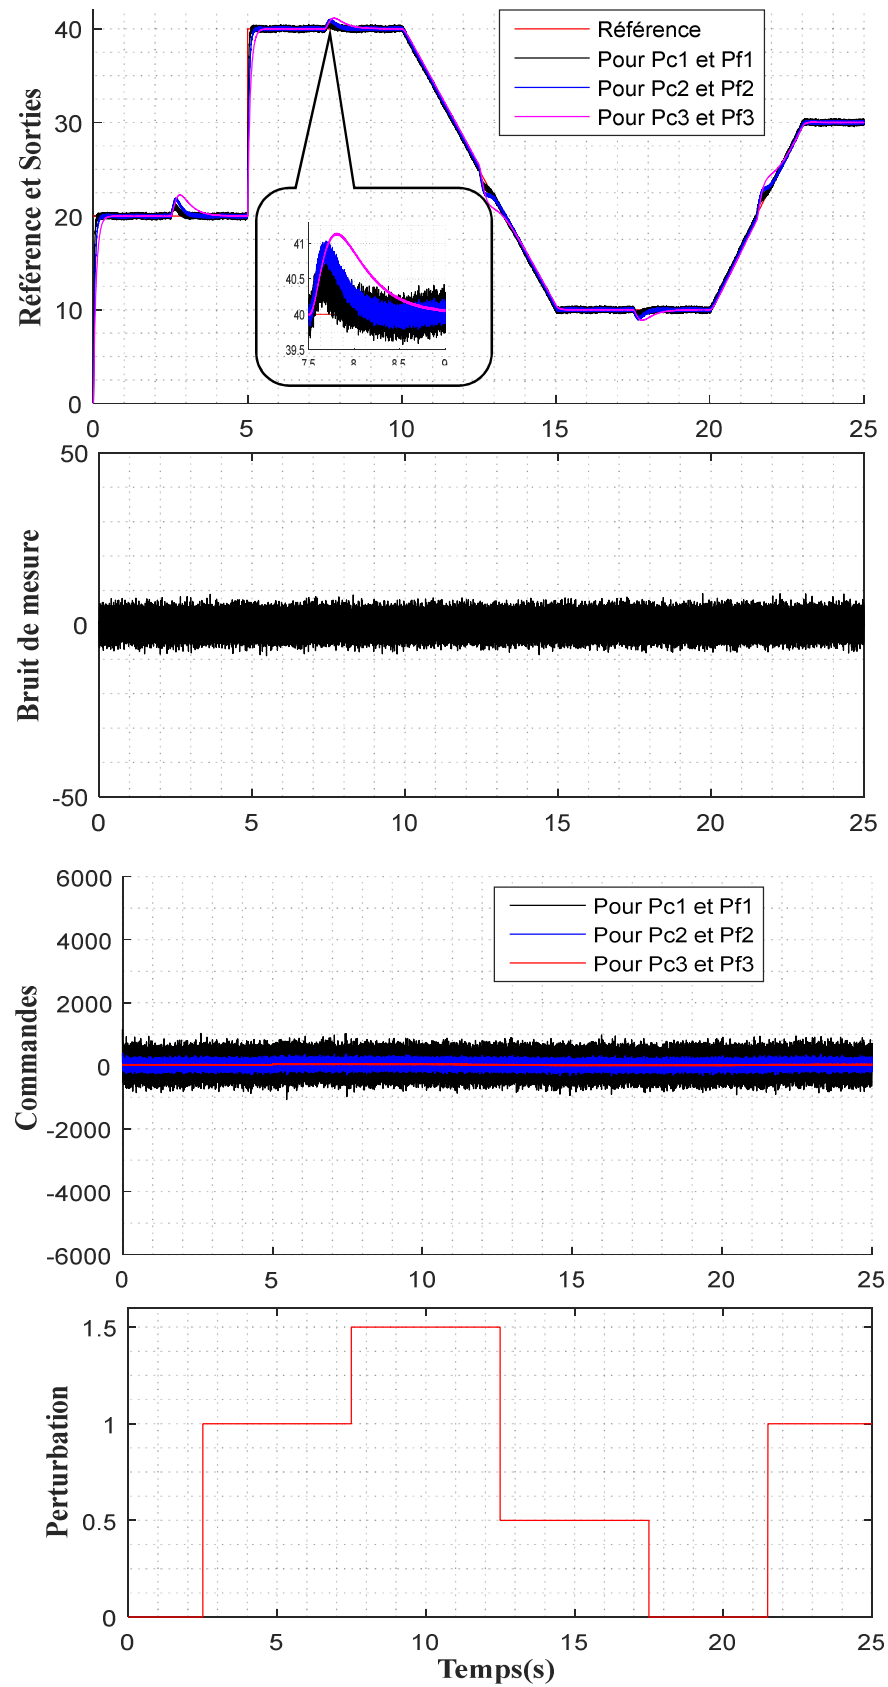 Référence et Sorties
40
30
20
10
0
Référence
Pour Pc1 et Pf1
Pour Pc2 et Pf2
Pour Pc3 et Pf3
41
40.5
40
39.5
7.5 8 8.5 9
0 5 10 15 20 25
Bruit de mesure
50
0
-50
0 5 10 15 20 25
Commandes
6000
4000
2000
0
-2000
-4000
-6000
Pour Pc1 et Pf1
Pour Pc2 et Pf2
Pour Pc3 et Pf3
0 5 10 15 20 25
Perturbation
1.5
1
0.5
0
0 5 10 15 20 25
Temps(s)